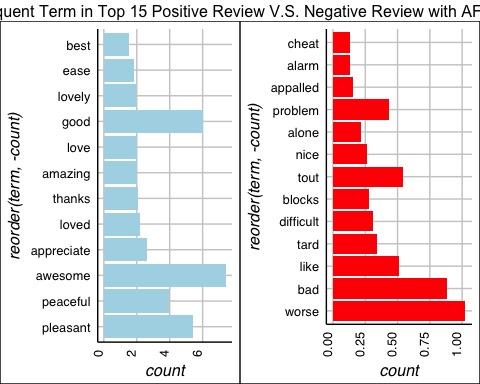 quent Term in Top 15 Positive Review V.S. Negative Review with AF
best
ease
lovely
good
love
amazing
thanks
loved
appreciate
awesome
peaceful
pleasant
reorder(term, -count)
0 2 4 6
count
cheat
alarm
appalled
problem
alone
nice
tout
blocks
difficult
tard
like
bad
worse
reorder(term, -count)
0.00 0.25 0.50 0.75 1.00
count